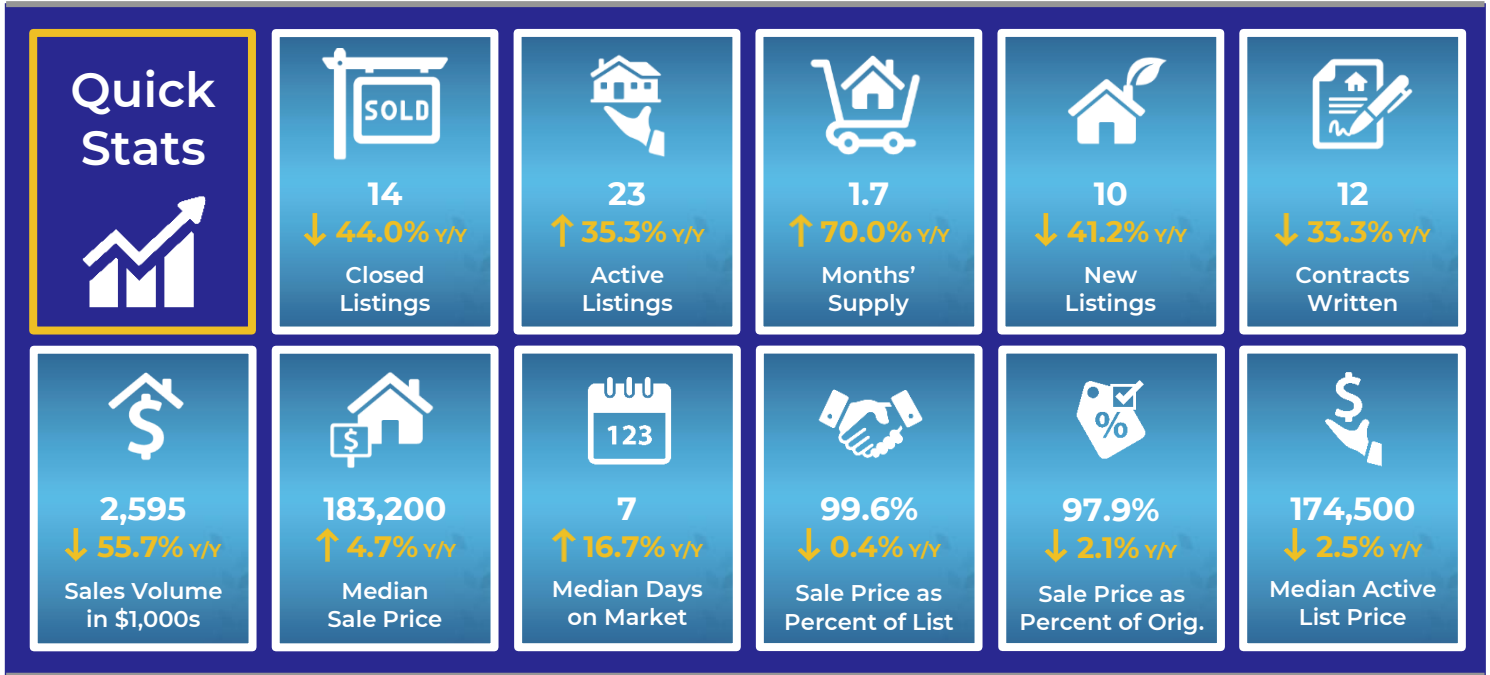 Quick
Stats
SOLD
14
↓ 44.0% Y/Y
Closed
Listings
23
↑ 35.3% Y/Y
Active
Listings
1.7
↑ 70.0% Y/Y
Months’
Supply
10
↓ 41.2% Y/Y
New
Listings
12
↓ 33.3% Y/Y
Contracts
Written
$
2,595
↓ 55.7% Y/Y
Sales Volume
in $1,000s
$
183,200
↑ 4.7% Y/Y
Median
Sale Price
123
7
↑ 16.7% Y/Y
Median Days
on Market
99.6%
↓ 0.4% Y/Y
Sale Price as
Percent of List
%
97.9%
↓ 2.1% Y/Y
Sale Price as
Percent of Orig.
$
174,500
↓ 2.5% Y/Y
Median Active
List Price